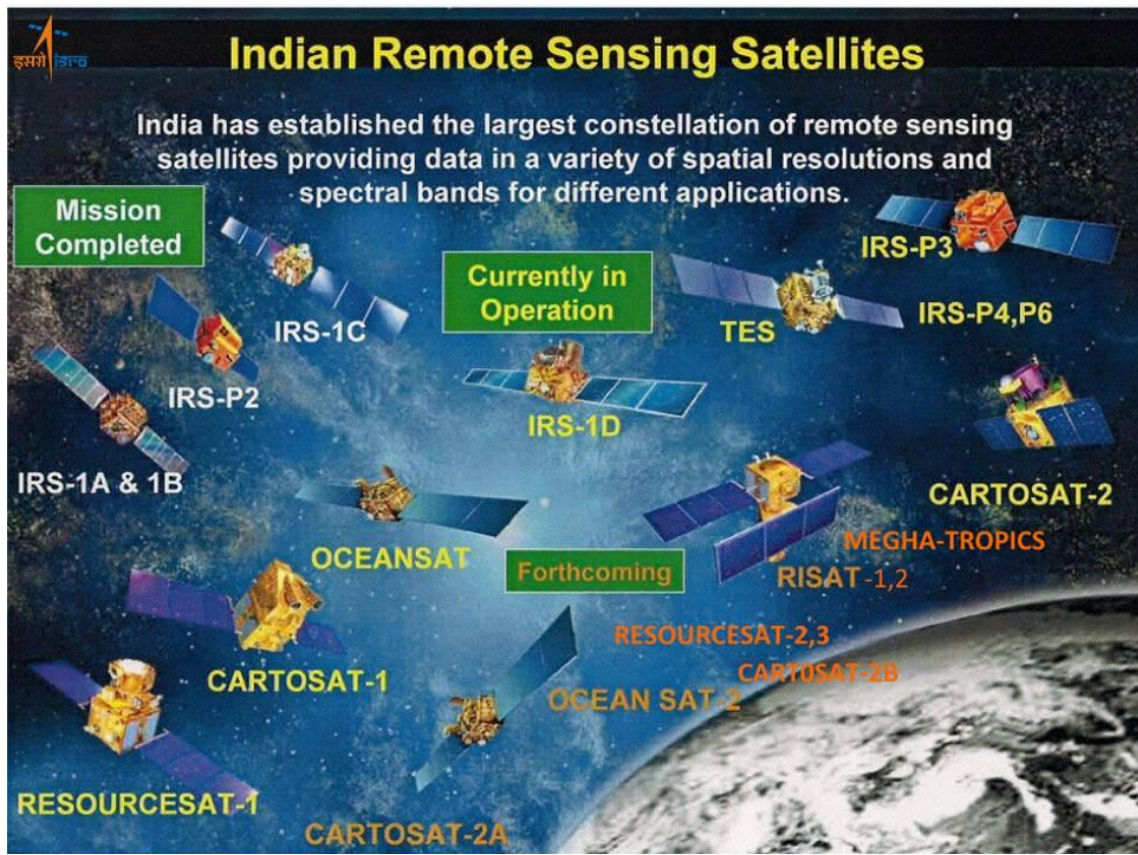 इसरो isro
Indian Remote Sensing Satellites
India has established the largest constellation of remote sensing
satellites providing data in a variety of spatial resolutions and
spectral bands for different applications.
Mission
Completed
IRS-P3
Currently in
Operation
IRS-1C
TES
IRS-P4,P6
IRS-P2
IRS-1D
IRS-1A & 1B
CARTOSAT-2
OCEANSAT
MEGHA-TROPICS
Forthcoming
RISAT -1,2
RESOURCESAT-2,3
CARTOSAT-1
CART0SAT-2B
OCEAN SAT-2
RESOURCESAT-1
CARTOSAT-2A